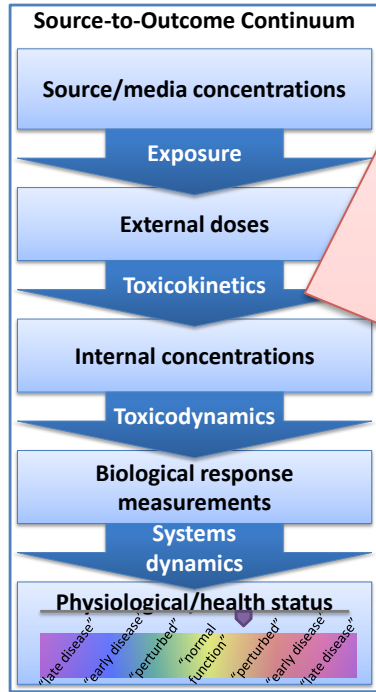 Source-to-Outcome Continuum
Source/media concentrations
Exposure
External doses
Toxicokinetics
Internal concentrations
Toxicodynamics
Biological response
measurements
Systems
dynamics
Physiological/health status
"late disease"
"early disease"
"perturbed"
"normal
function"
"perturbed"
"early disease"
"late disease"